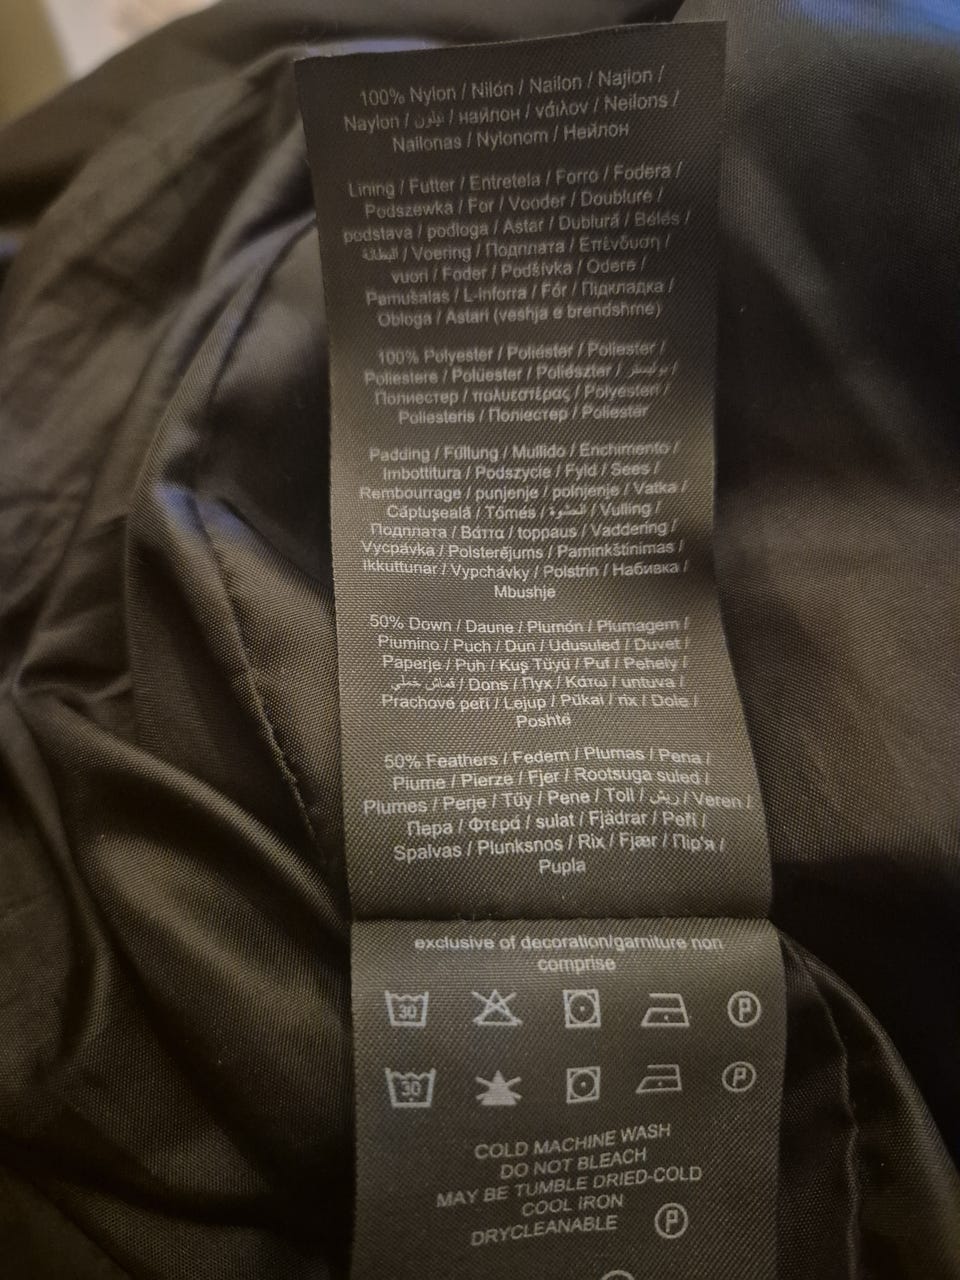 100% Nylon / Nilón / Nailon / Najlon /
Naylon / نيلون / найлон / νάιλον / Neilons /
Nailonas / Nylonom / Нейлон
Lining / Futter / Entretela / Forro / Fodera /
Podszewka / For / Vooder / Doublure /
podstava / podloga / Astar / Dublură / Bélés /
البطانة / Voering / Подплата / Επένδυση /
vuori / Foder / Podšívka / Odere /
Pamušalas / L-Inforra / Fór / Підкладка /
Obloga / Astari (veshja e brendshme)
100% Polyester / Poliéster / Poliester /
Poliestere / Polüester / Poliészter / بوليستر /
Полиестер / πολυεστέρας / Polyesteri /
Poliesteris / Поліестер / Poliester
Padding / Füllung / Mullido / Enchimento /
Imbottitura / Podszycie / Fyld / Sees /
Rembourrage / punjenje / polnjenje / Vatka /
Căptuşeală / Tömés / الحشوة / Vulling /
Подплата / Βάττα / toppaus / Vaddering /
Vycpávka / Polsterējums / Paminkštinimas /
Ikkuttunar / Vypchávky / Polstrin / Набивка /
Mbushje
50% Down / Daune / Plumón / Plumagem /
Piumino / Puch / Dun / Udusuled / Duvet /
Paperje / Puh / Kuş Tüyü / Puf / Pehely /
قماش خملي / Dons / Пух / Κάτω / untuva /
Prachové peří / Lejup / Pūkai / rix / Dole /
Poshtë
50% Feathers / Federn / Plumas / Pena /
Piume / Pierze / Fjer / Rootsuga suled /
Plumes / Perje / Tüy / Pene / Toll / ريش / Veren /
Пера / Φτερά / sulat / Fjädrar / Peří /
Spalvas / Plunksnos / Rix / Fjær / Пір'я /
Pupla
exclusive of decoration/garniture non
comprise
30 P
30 P
COLD MACHINE WASH
DO NOT BLEACH
MAY BE TUMBLE DRIED-COLD
COOL IRON
DRYCLEANABLE P